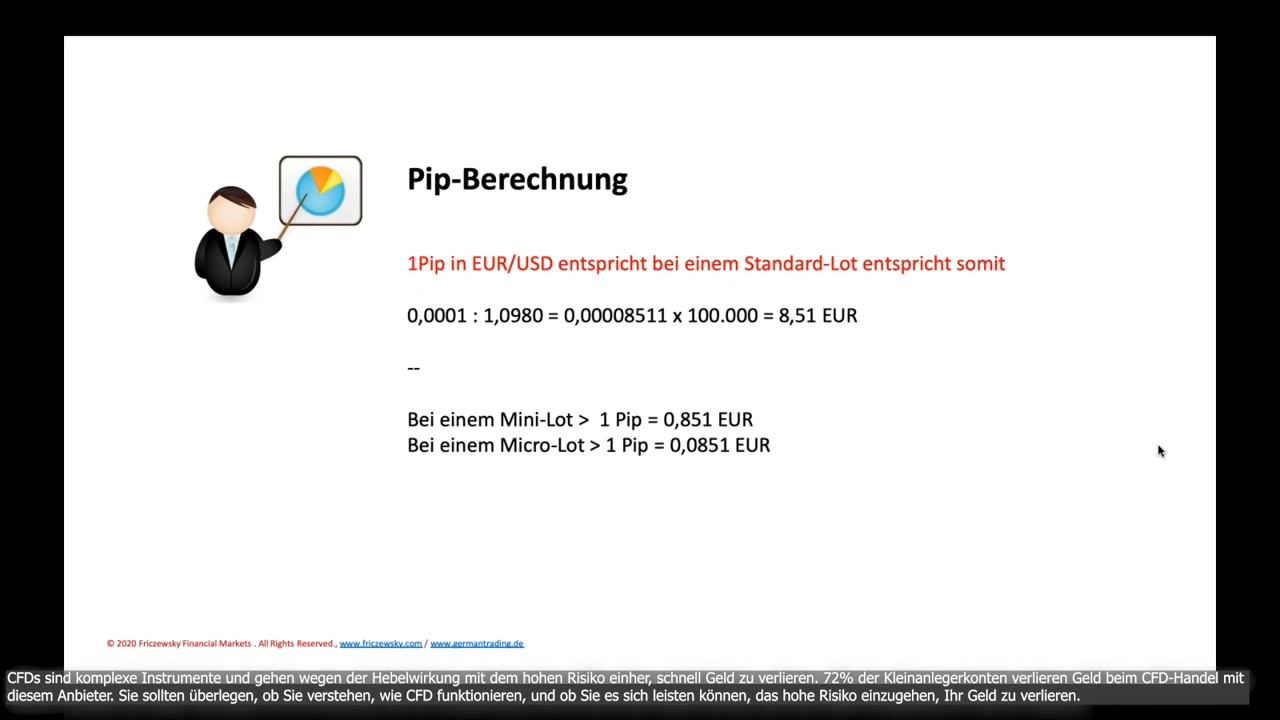 Pip-Berechnung
1Pip in EUR/USD entspricht bei einem Standard-Lot entspricht somit
0,0001 : 1,0980 = 0,00008511 x 100.000 = 8,51 EUR
--
Bei einem Mini-Lot > 1 Pip = 0,851 EUR
Bei einem Micro-Lot > 1 Pip = 0,0851 EUR
© 2020 Friczewsky Financial Markets . All Rights Reserved., www.friczewsky.com / www.germantrading.de
CFDs sind komplexe Instrumente und gehen wegen der Hebelwirkung mit dem hohen Risiko einher, schnell Geld zu verlieren. 72% der Kleinanlegerkonten verlieren Geld beim CFD-Handel mit
diesem Anbieter. Sie sollten überlegen, ob Sie verstehen, wie CFD funktionieren, und ob Sie es sich leisten können, das hohe Risiko einzugehen, Ihr Geld zu verlieren.